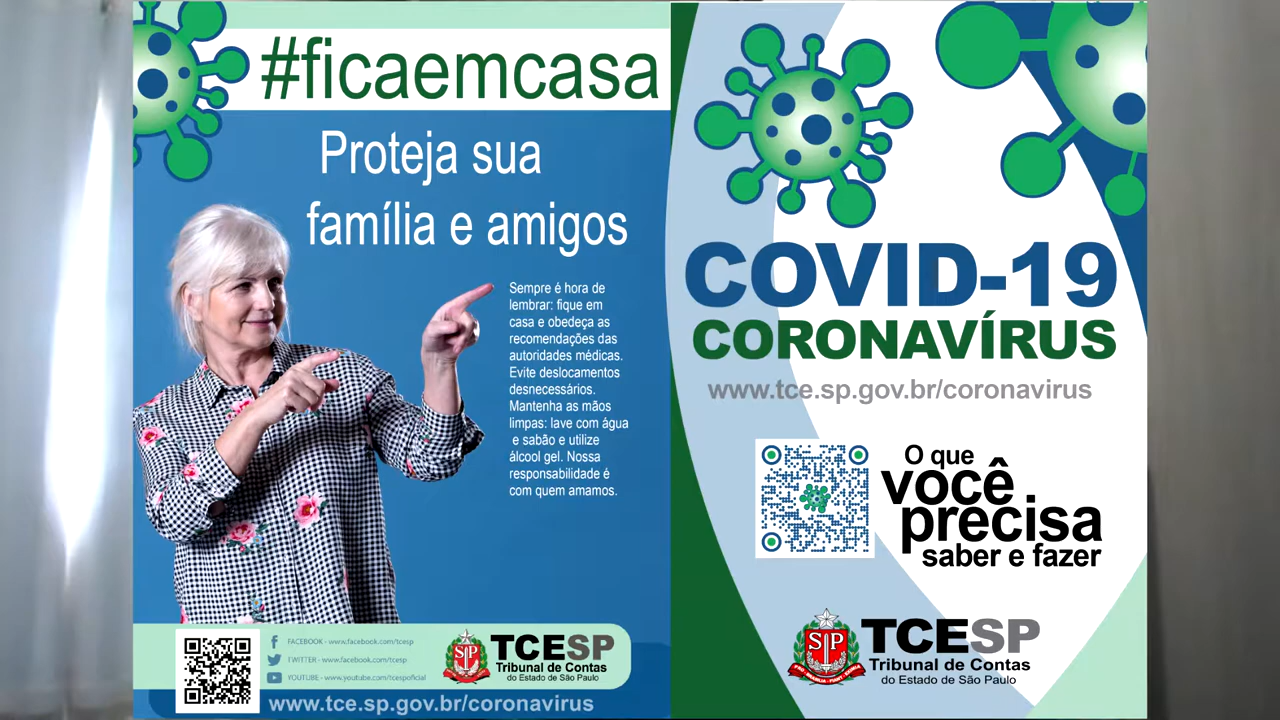 #ficaemcasa
Proteja sua
família e amigos
Sempre é hora de
lembrar: fique em
casa e obedeça as
recomendações das
autoridades médicas.
Evite deslocamentos
desnecessários.
Mantenha as mãos
limpas: lave com água
e sabão e utilize
álcool gel. Nossa
responsabilidade é
com quem amamos.
FACEBOOK - www.facebook.com/tcesp
TWITTER - www.facebook.com/tcesp
YOUTUBE - www.youtube.com/tcespoficial
SP
TCESP
Tribunal de Contas
do Estado de São Paulo
www.tce.sp.gov.br/coronavirus
COVID-19
CORONAVÍRUS
www.tce.sp.gov.br/coronavirus
O que
você
precisa
saber e fazer
SP
TCESP
Tribunal de Contas
do Estado de São Paulo